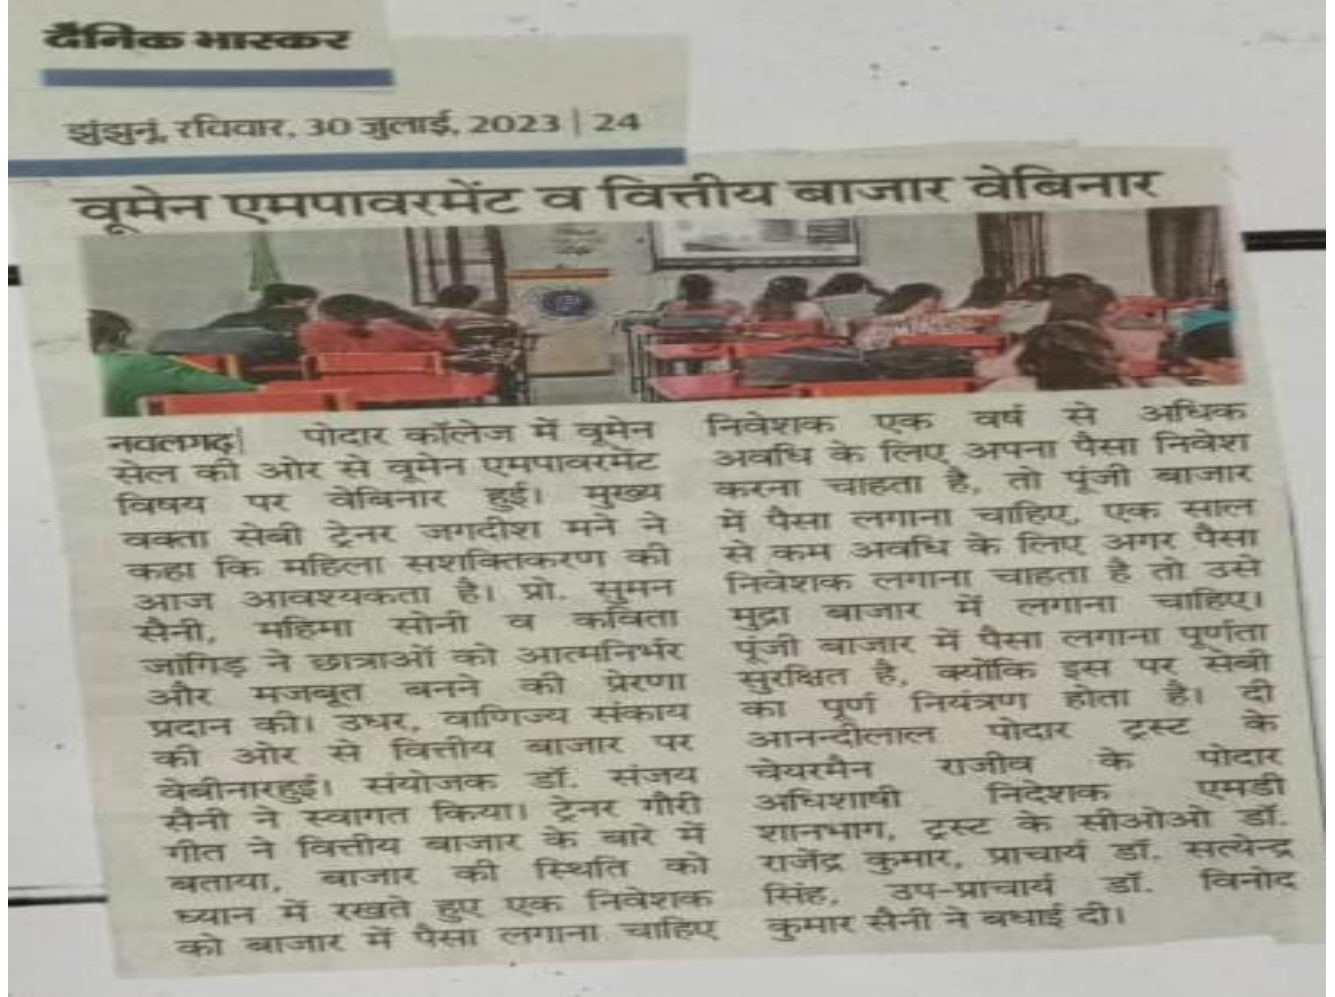 दैनिक भास्कर
झुंझुनूं, रविवार, 30 जुलाई, 2023 | 24
वूमेन एमपावरमेंट व वित्तीय बाजार वेबिनार
नवलगढ़| पोदार कॉलेज में वूमेन
सेल की ओर से वूमेन एमपावरमेंट
विषय पर वेबिनार हुई। मुख्य
वक्ता सेबी ट्रेनर जगदीश मने ने
कहा कि महिला सशक्तिकरण की
आज आवश्यकता है। प्रो. सुमन
सैनी, महिमा सोनी व कविता
जांगिड़ ने छात्राओं को आत्मनिर्भर
और मजबूत बनने की प्रेरणा
प्रदान की। उधर, वाणिज्य संकाय
की ओर से वित्तीय बाजार पर
वेबीनारहुई। संयोजक डॉ. संजय
सैनी ने स्वागत किया। ट्रेनर गौरी
गीत ने वित्तीय बाजार के बारे में
बताया, बाजार की स्थिति को
ध्यान में रखते हुए एक निवेशक
को बाजार में पैसा लगाना चाहिए
निवेशक एक वर्ष से अधिक
अवधि के लिए अपना पैसा निवेश
करना चाहता है, तो पूंजी बाजार
में पैसा लगाना चाहिए, एक साल
से कम अवधि के लिए अगर पैसा
निवेशक लगाना चाहता है तो उसे
मुद्रा बाजार में लगाना चाहिए।
पूंजी बाजार में पैसा लगाना पूर्णता
सुरक्षित है, क्योंकि इस पर सेबी
का पूर्ण नियंत्रण होता है। दी
आनन्दीलाल पोदार ट्रस्ट के
चेयरमैन राजीव के पोदार
अधिशाषी निदेशक एमडी
शानभाग, ट्रस्ट के सीओओ डॉ.
राजेंद्र कुमार, प्राचार्य डॉ. सत्येन्द्र
सिंह, उप-प्राचार्य डॉ. विनोद
कुमार सैनी ने बधाई दी।